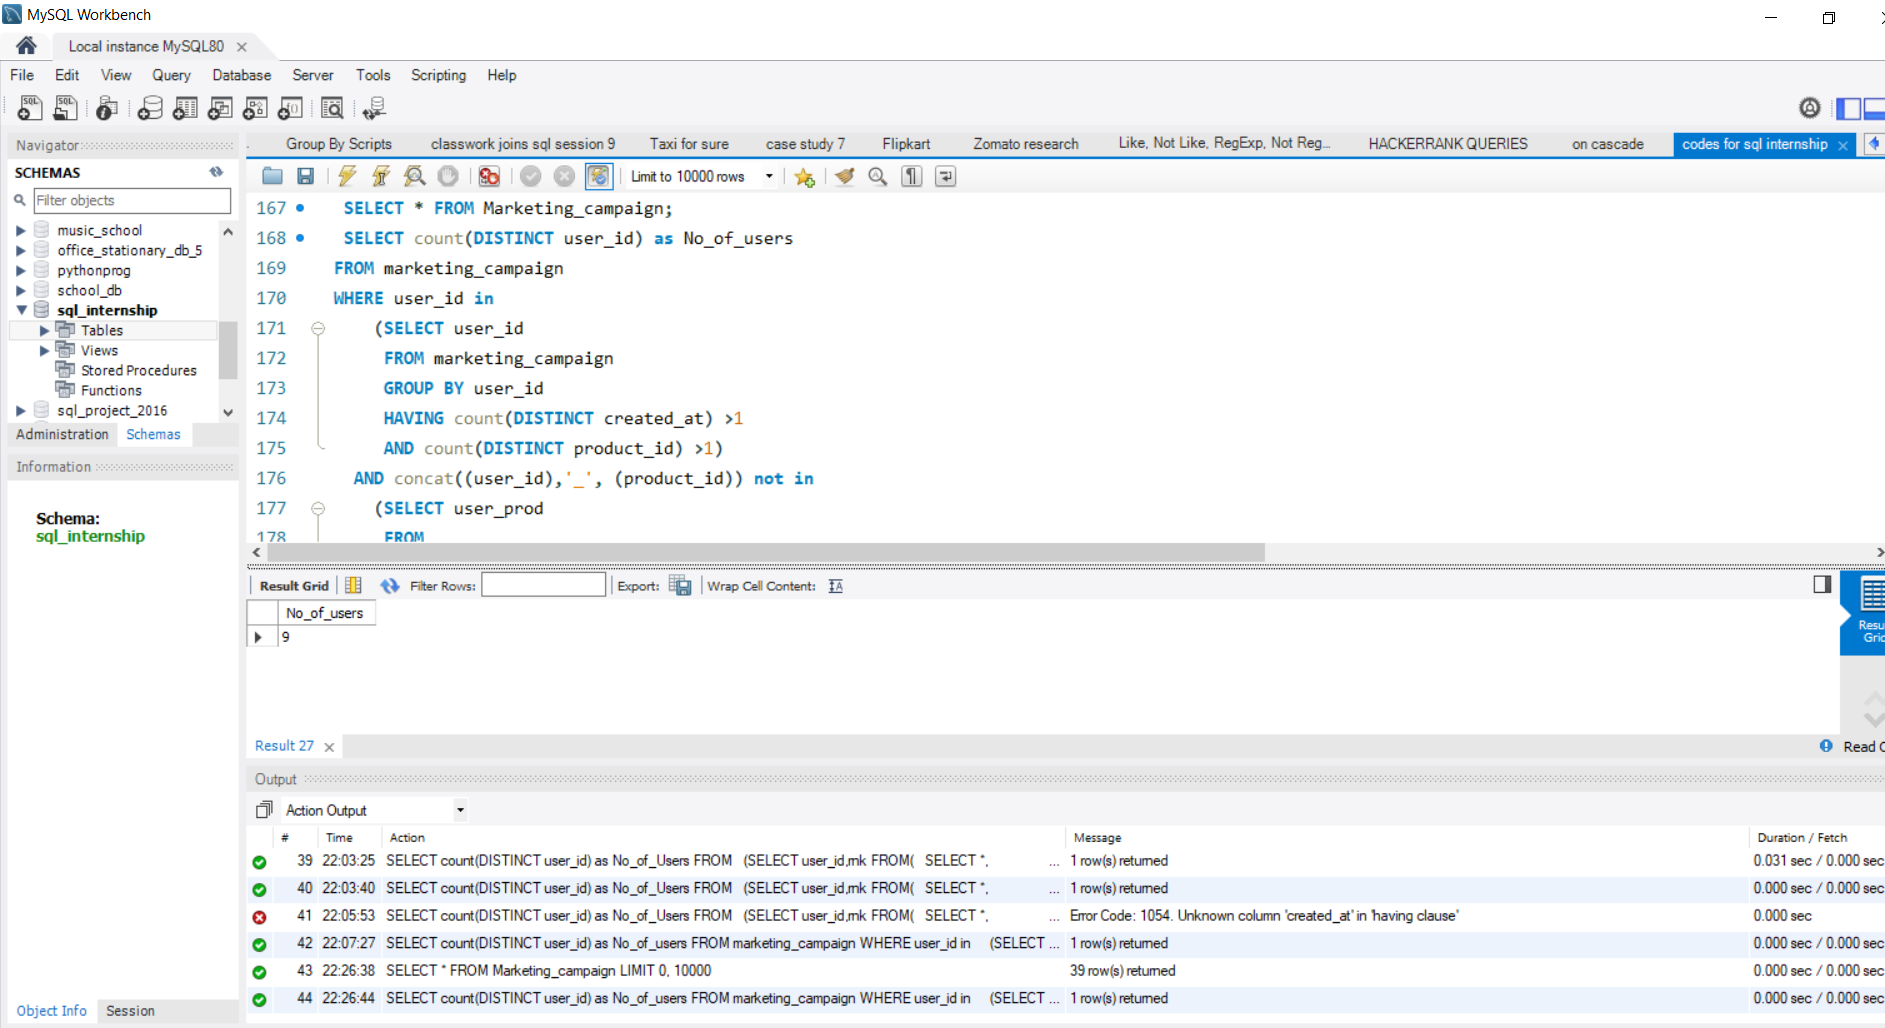 MySQL Workbench
Local instance MySQL80
File Edit View Query Database Server Tools Scripting Help
Navigator
SCHEMAS
Filter objects
music_school
office_stationary_db_5
pythonprog
school_db
sql_internship
Tables
Views
Stored Procedures
Functions
sql_project_2016
Administration Schemas
Information
Schema:
sql_internship
Object Info Session
Group By Scripts classwork joins sql session 9 Taxi for sure case study 7 Flipkart Zomato research Like, Not Like, RegExp, Not Reg... HACKERRANK QUERIES on cascade codes for sql internship
Limit to 10000 rows
167 SELECT * FROM Marketing_campaign;
168 SELECT count(DISTINCT user_id) as No_of_users
169 FROM marketing_campaign
170 WHERE user_id in
171 (SELECT user_id
172 FROM marketing_campaign
173 GROUP BY user_id
174 HAVING count(DISTINCT created_at) >1
175 AND count(DISTINCT product_id) >1)
176 AND concat((user_id),'_', (product_id)) not in
177 (SELECT user_prod
178 FROM
Result Grid Filter Rows: Export: Wrap Cell Content:
No_of_users
9
Resu
Grid
Result 27
Read O
Output
Action Output
# Time Action Message Duration / Fetch
39 22:03:25 SELECT count(DISTINCT user_id) as No_of_Users FROM (SELECT user_id,rnk FROM( SELECT *, ... 1 row(s) returned 0.031 sec / 0.000 sec
40 22:03:40 SELECT count(DISTINCT user_id) as No_of_Users FROM (SELECT user_id,rnk FROM( SELECT *, ... 1 row(s) returned 0.000 sec / 0.000 sec
41 22:05:53 SELECT count(DISTINCT user_id) as No_of_Users FROM (SELECT user_id,rnk FROM( SELECT *, ... Error Code: 1054. Unknown column 'created_at' in 'having clause' 0.000 sec
42 22:07:27 SELECT count(DISTINCT user_id) as No_of_users FROM marketing_campaign WHERE user_id in (SELECT ... 1 row(s) returned 0.000 sec / 0.000 sec
43 22:26:38 SELECT * FROM Marketing_campaign LIMIT 0, 10000 39 row(s) returned 0.000 sec / 0.000 sec
44 22:26:44 SELECT count(DISTINCT user_id) as No_of_users FROM marketing_campaign WHERE user_id in (SELECT ... 1 row(s) returned 0.000 sec / 0.000 sec